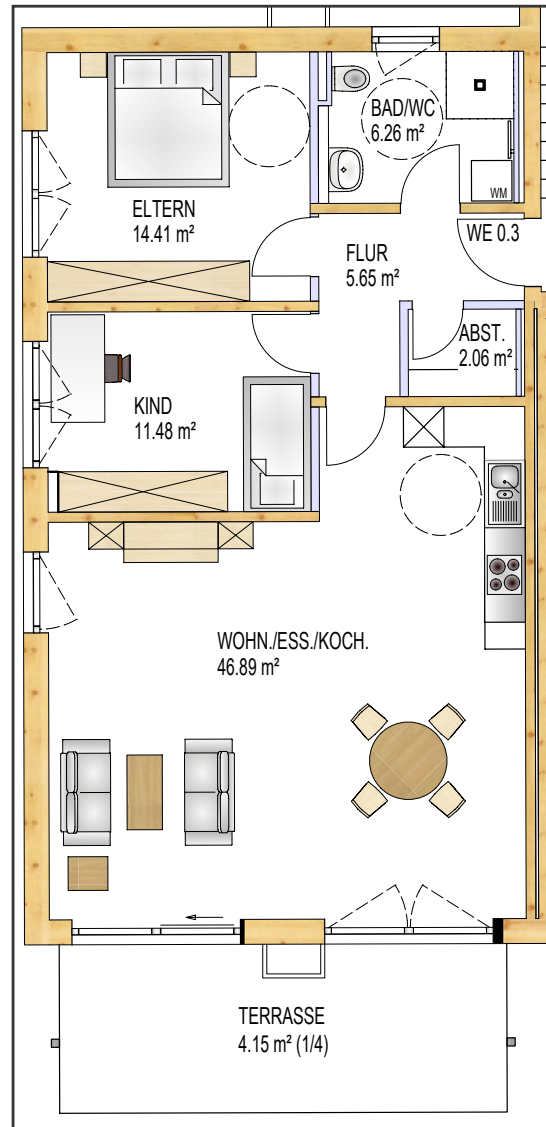 BAD/WC
6.26 m²
ELTERN
14.41 m²
WM
WE 0.3
FLUR
5.65 m²
ABST.
2.06 m²
KIND
11.48 m²
WOHN./ESS./KOCH.
46.89 m²
TERRASSE
4.15 m² (1/4)